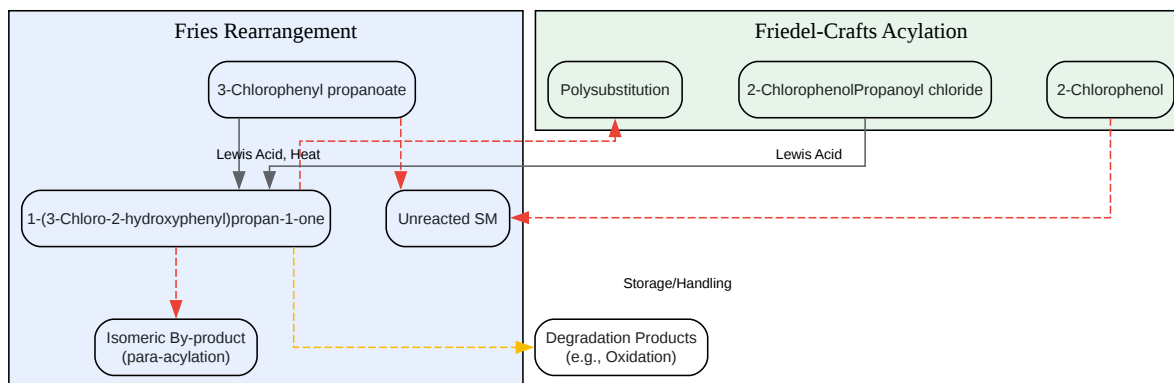 Fries Rearrangement
Friedel-Crafts Acylation
3-Chlorophenyl propanoate
Polysubstitution
2-ChlorophenolPropanoyl chloride
2-Chlorophenol
Lewis Acid, Heat
Lewis Acid
1-(3-Chloro-2-hydroxyphenyl)propan-1-one
Unreacted SM
Storage/Handling
Isomeric By-product
(para-acylation)
Degradation Products
(e.g., Oxidation)